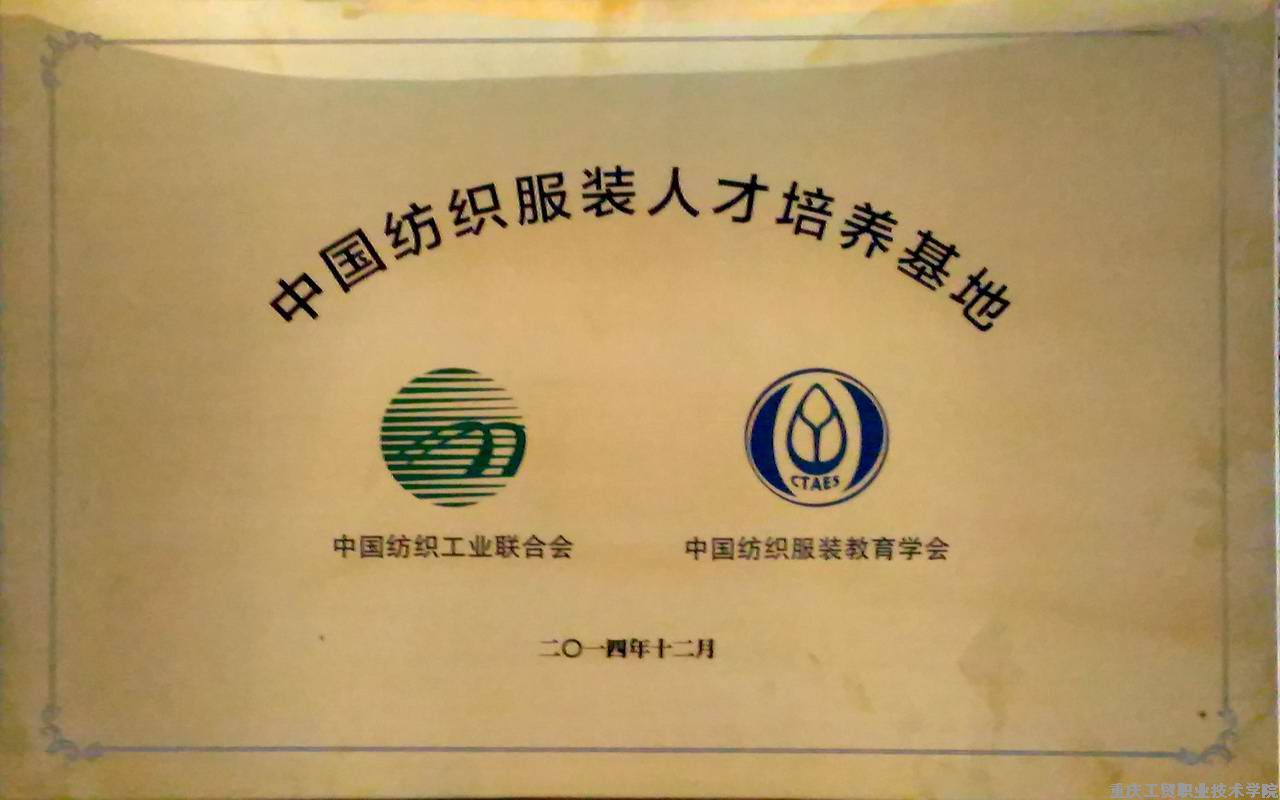 中国纺织服装人才培养基地
CTAES
中国纺织工业联合会
中国纺织服装教育学会
二〇一四年十二月
重庆工贸职业技术学院